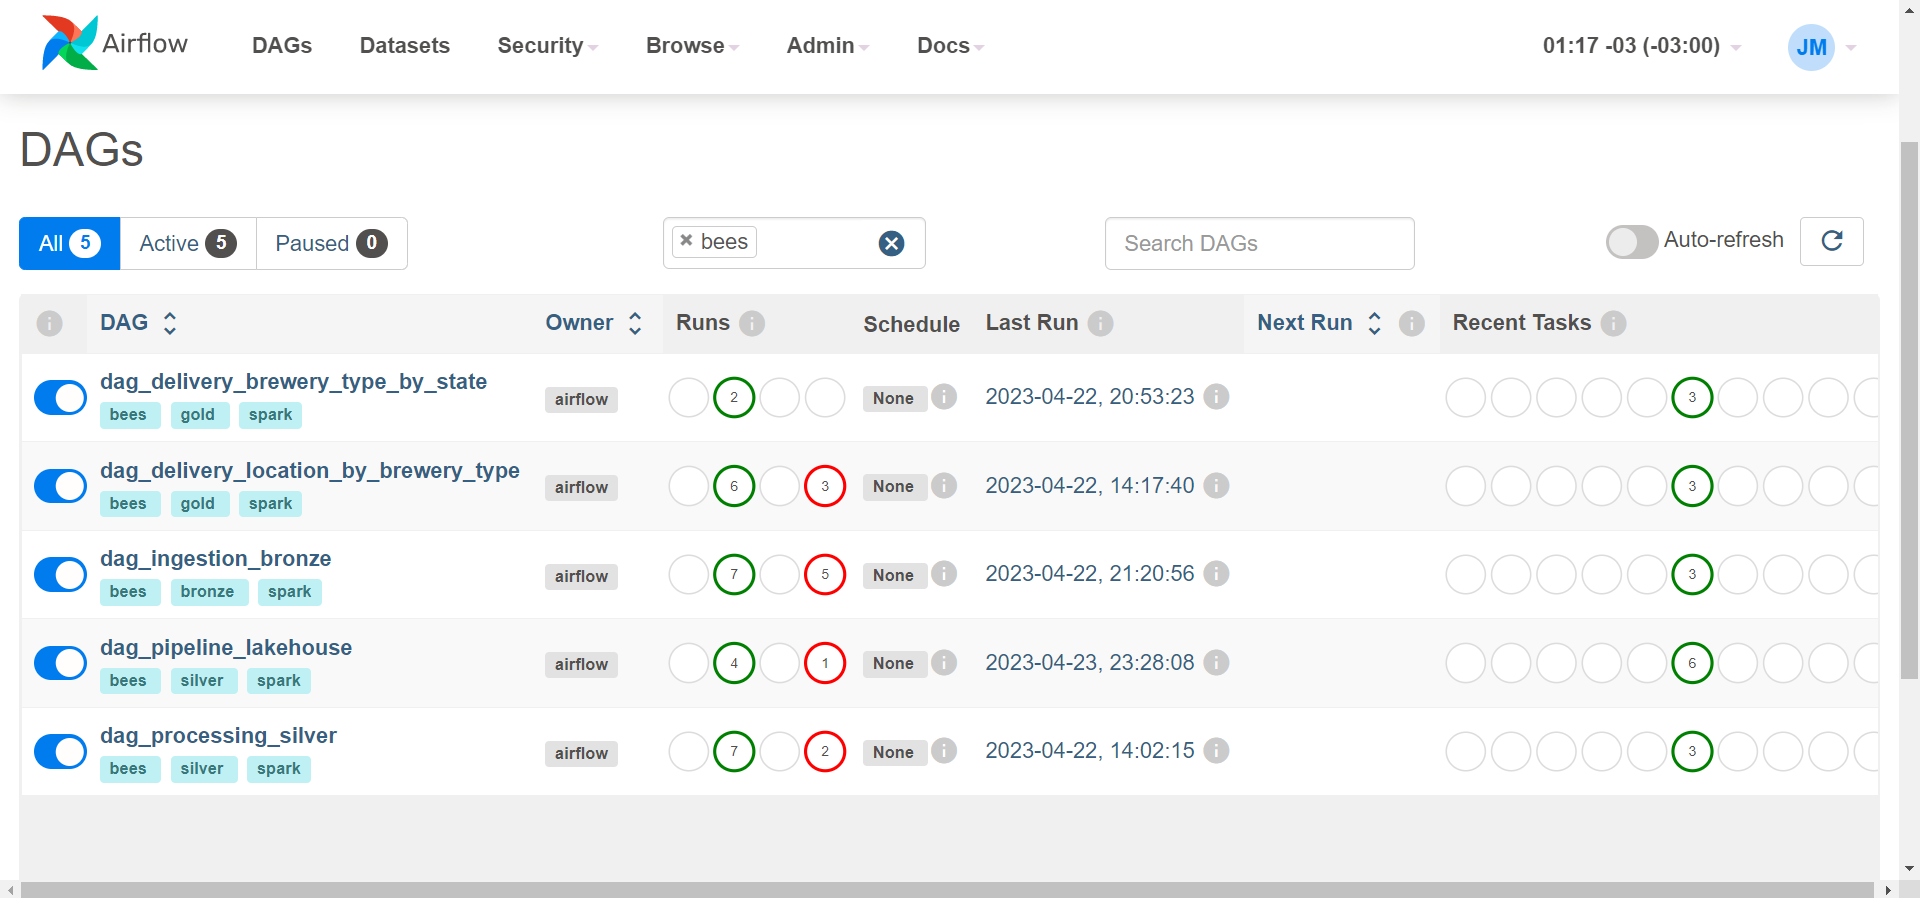 Airflow DAGs Datasets Security Browse Admin Docs 01:17 -03 (-03:00) JM
DAGs
All 5 Active 5 Paused 0 × bees Search DAGs Auto-refresh
DAG Owner Runs Schedule Last Run Next Run Recent Tasks
dag_delivery_brewery_type_by_state
bees gold spark airflow 2 None 2023-04-22, 20:53:23 3
dag_delivery_location_by_brewery_type
bees gold spark airflow 6 3 None 2023-04-22, 14:17:40 3
dag_ingestion_bronze
bees bronze spark airflow 7 5 None 2023-04-22, 21:20:56 3
dag_pipeline_lakehouse
bees silver spark airflow 4 1 None 2023-04-23, 23:28:08 6
dag_processing_silver
bees silver spark airflow 7 2 None 2023-04-22, 14:02:15 3